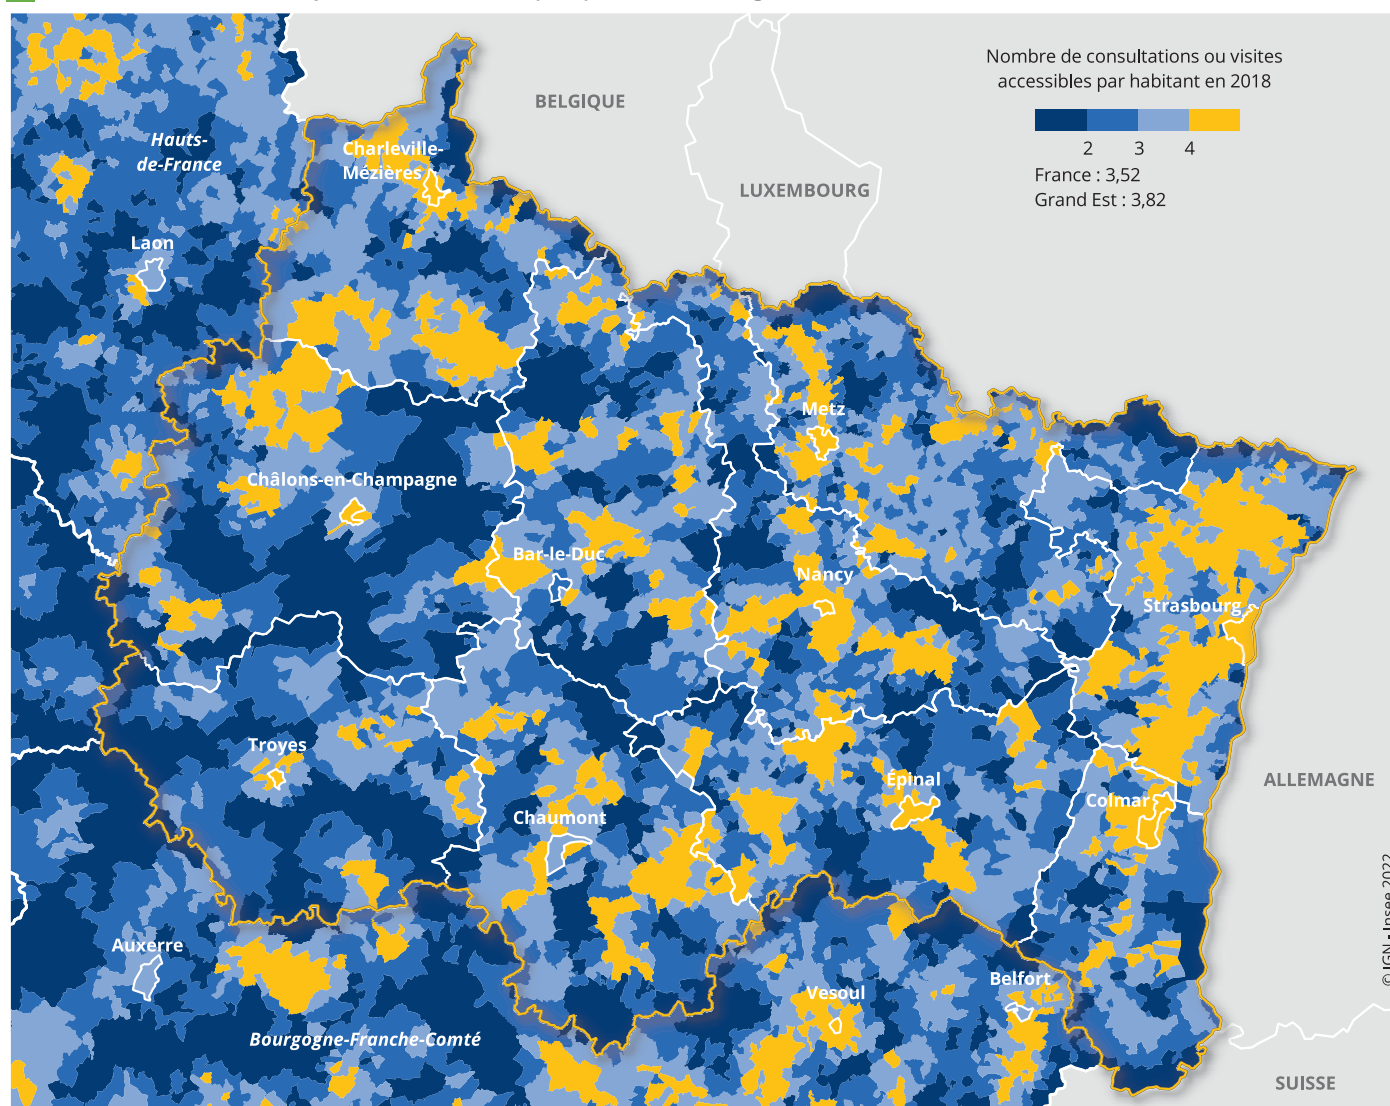 Nombre de consultations ou visites
accessibles par habitant en 2018
2 3 4
France : 3,52
Grand Est : 3,82
BELGIQUE
LUXEMBOURG
Hauts-
de-France
Charleville-
Mézières
Laon
Metz
Châlons-en-Champagne
Bar-le-Duc
Nancy
Strasbourg
Troyes
Épinal
ALLEMAGNE
Colmar
Chaumont
Auxerre
Belfort
Vesoul
Bourgogne-Franche-Comté
SUISSE
© IGN - Insee 2022